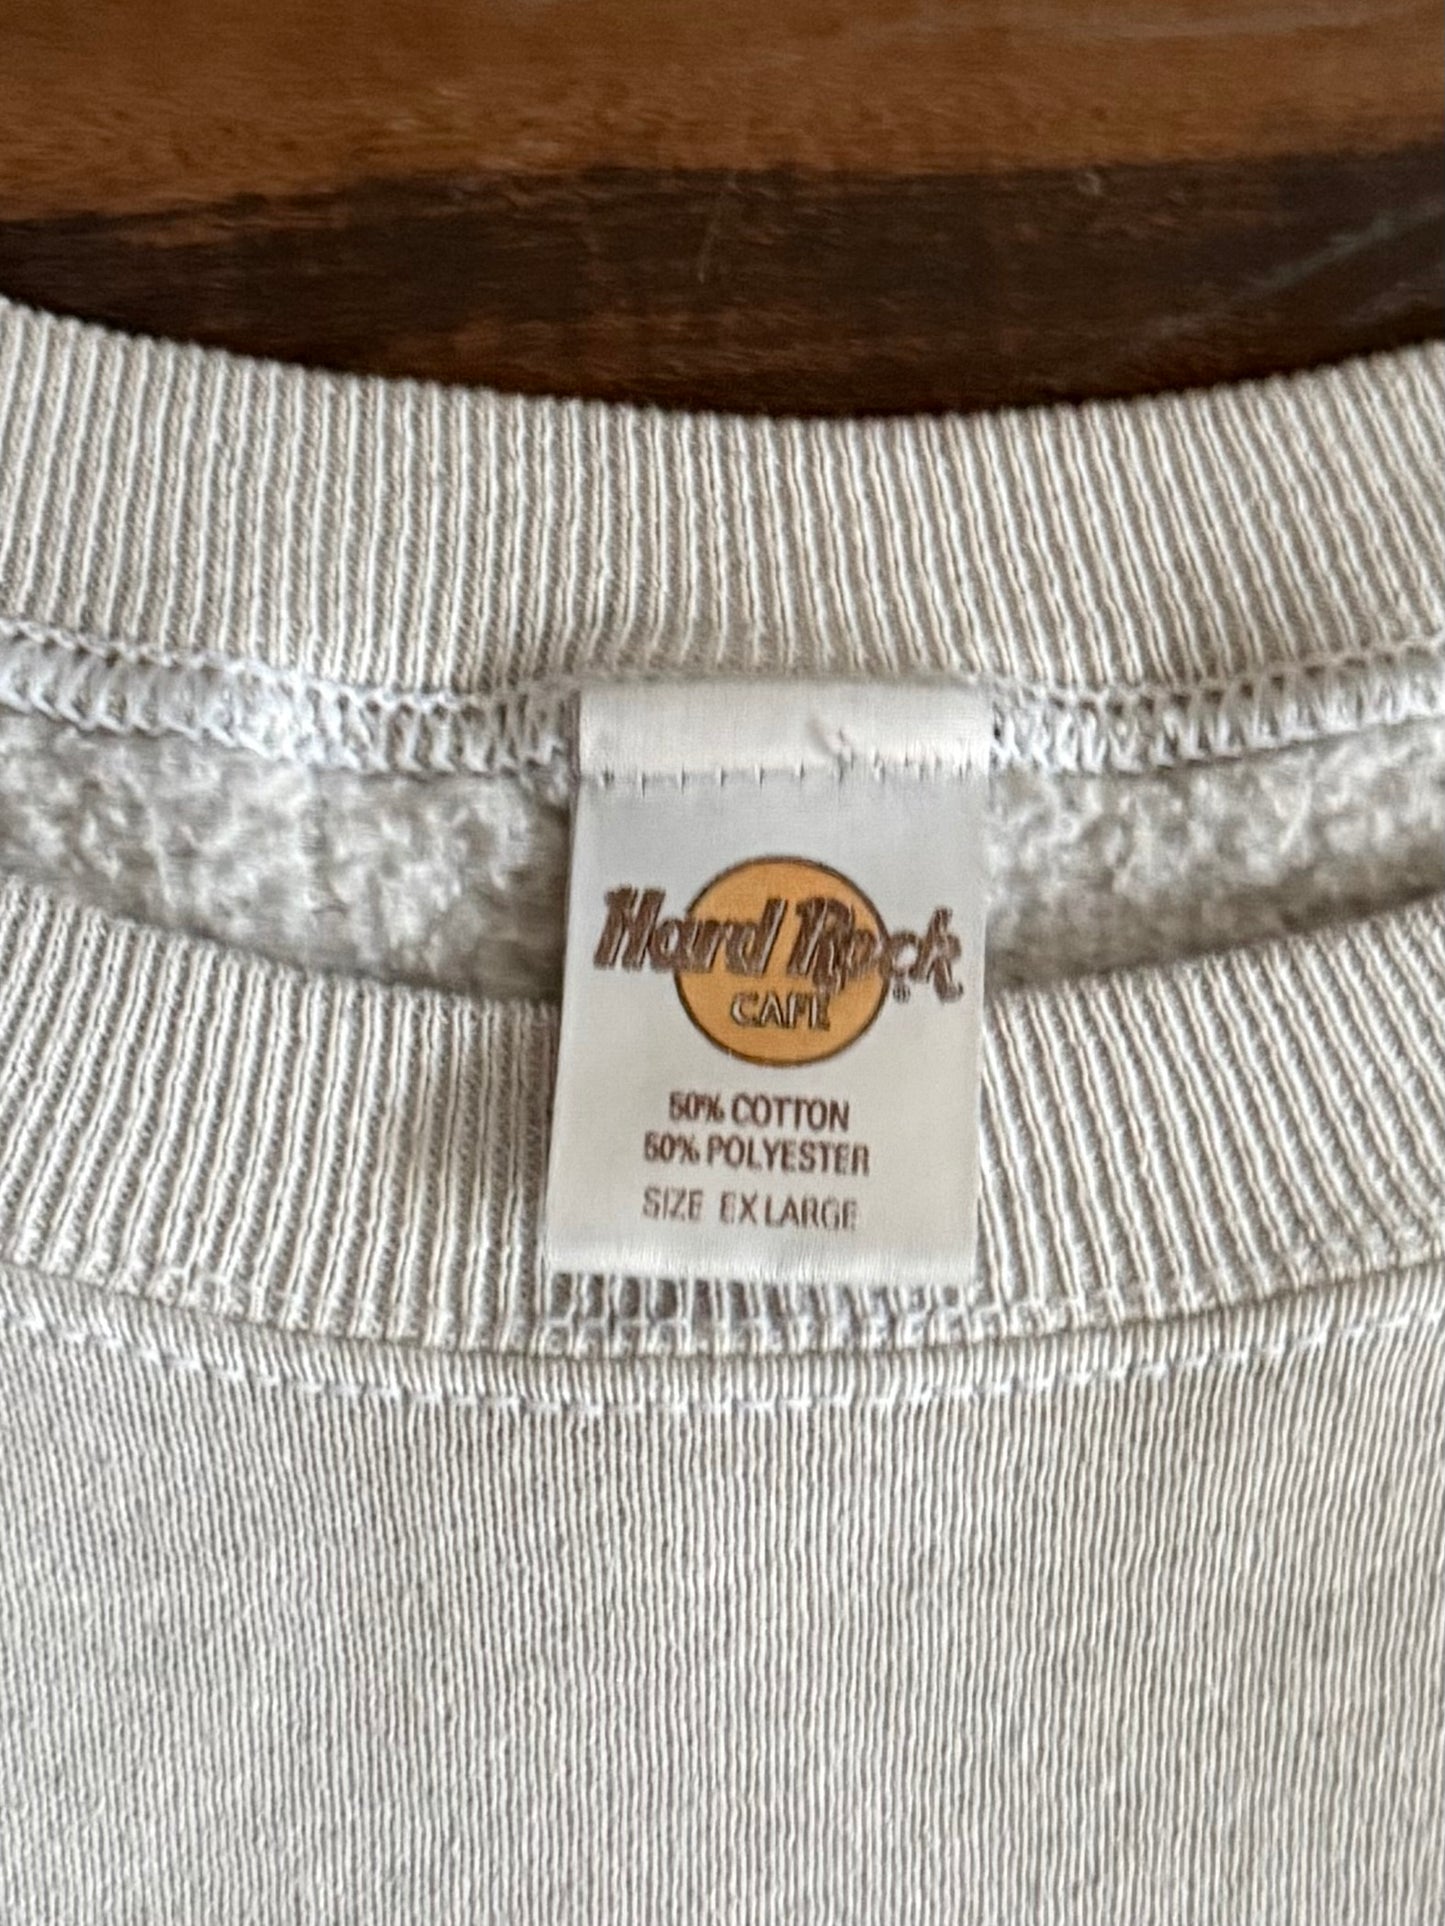 Hard Rock
CAFE
®
50% COTTON
50% POLYESTER
SIZE EX LARGE